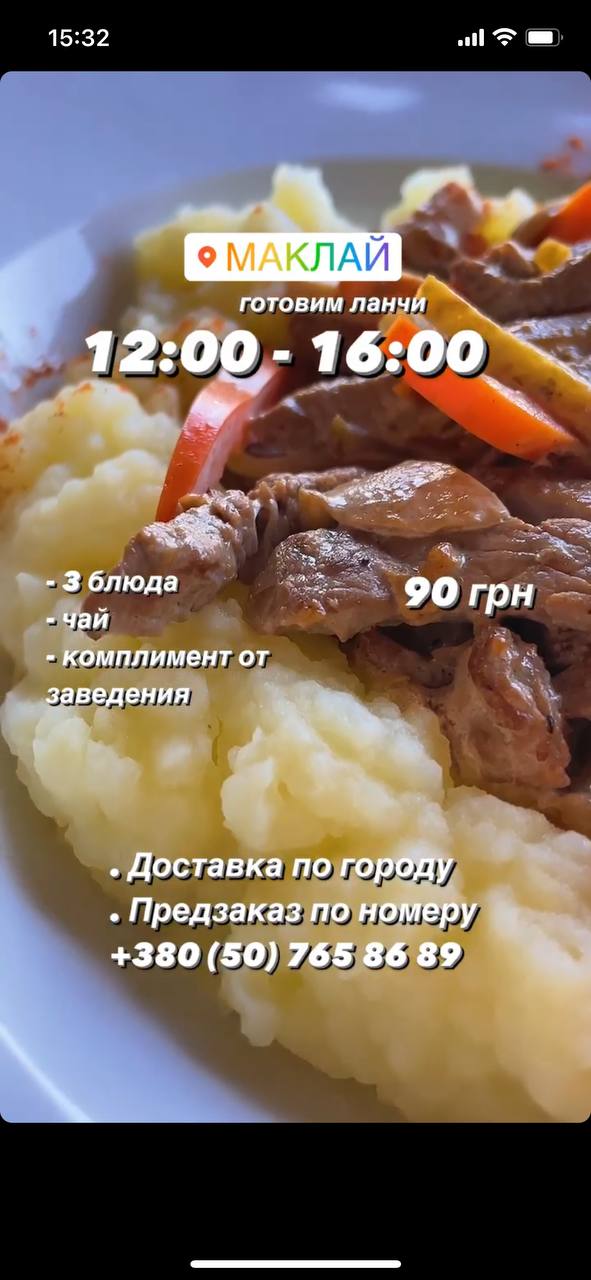 15:32
МАКЛАЙ
готовим ланчи
12:00 - 16:00
- 3 блюда
90 грн
- чай
- комплимент от
заведения
. Доставка по городу
. Предзаказ по номеру
+380 (50) 765 86 89